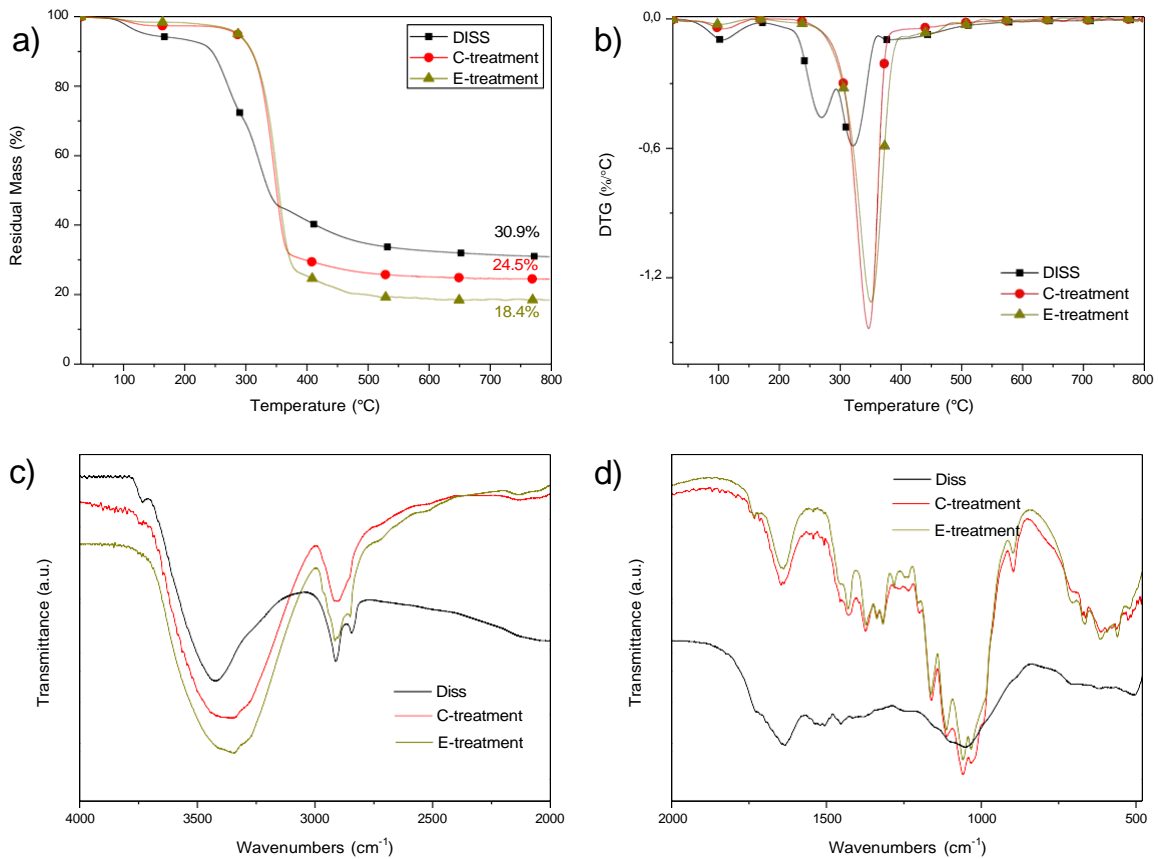 a)
100
80
60
40
20
0
100 200 300 400 500 600 700 800
Residual Mass (%)
Temperature (°C)
DISS
C-treatment
E-treatment
30.9%
24.5%
18.4%
b)
0,0
-0,6
-1.2
100 200 300 400 500 600 700 800
DTG (%/°C)
Temperature (°C)
DISS
C-treatment
E-treatment
c)
Transmittance (a.u.)
Diss
C-treatment
E-treatment
4000 3500 3000 2500 2000
Wavenumbers (cm⁻¹)
d)
Transmittance (a.u.)
Diss
C-treatment
E-treatment
2000 1500 1000 500
Wavenumbers (cm⁻¹)